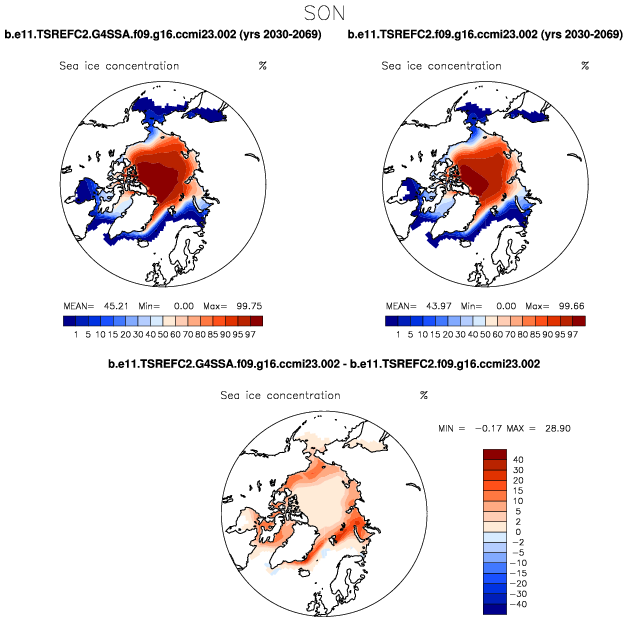 SON
b.e11.TSREFC2.G4SSA.f09.g16.ccmi23.002 (yrs 2030-2069)
b.e11.TSREFC2.f09.g16.ccmi23.002 (yrs 2030-2069)
Sea ice concentration %
Sea ice concentration %
MEAN= 45.21 Min= 0.00 Max= 99.75
MEAN= 43.97 Min= 0.00 Max= 99.66
1 5 10 15 20 30 40 50 60 70 80 85 90 95 97
1 5 10 15 20 30 40 50 60 70 80 85 90 95 97
b.e11.TSREFC2.G4SSA.f09.g16.ccmi23.002 - b.e11.TSREFC2.f09.g16.ccmi23.002
Sea ice concentration %
MIN = -0.17 MAX = 28.90
40
30
20
15
10
5
2
0
-2
-5
-10
-15
-20
-30
-40